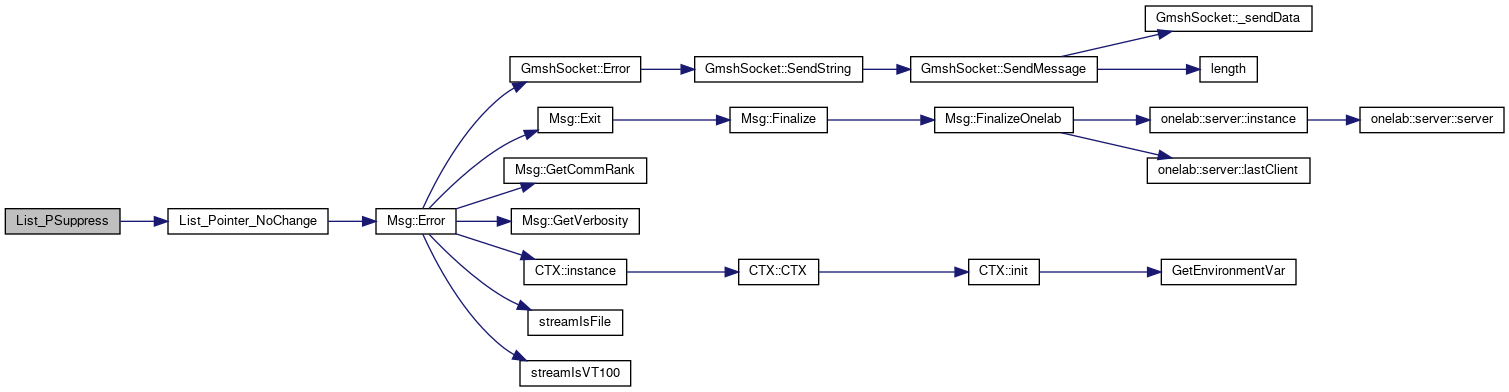 GmshSocket::_sendData
GmshSocket::Error
GmshSocket::SendString
GmshSocket::SendMessage
length
Msg::Exit
Msg::Finalize
Msg::FinalizeOnelab
onelab::server::instance
onelab::server::server
Msg::GetCommRank
onelab::server::lastClient
List_PSuppress
List_Pointer_NoChange
Msg::Error
Msg::GetVerbosity
CTX::instance
CTX::CTX
CTX::init
GetEnvironmentVar
streamIsFile
streamIsVT100